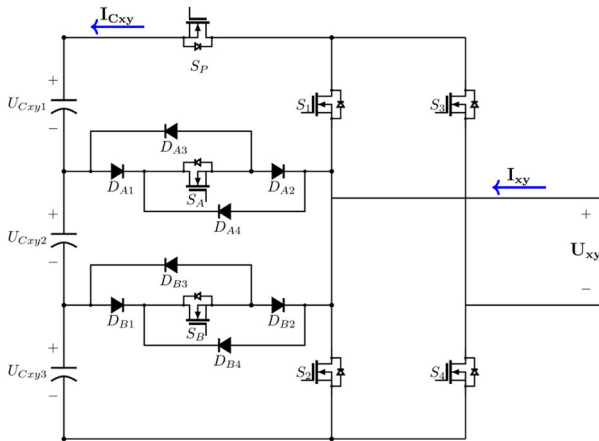 I_Cxy
S_P
+
U_Cxy1
−
S_1
S_3
D_A3
D_A1
S_A
D_A2
D_A4
I_xy
+
U_Cxy2
−
+
U_xy
−
D_B3
D_B1
S_B
D_B2
D_B4
+
U_Cxy3
−
S_2
S_4